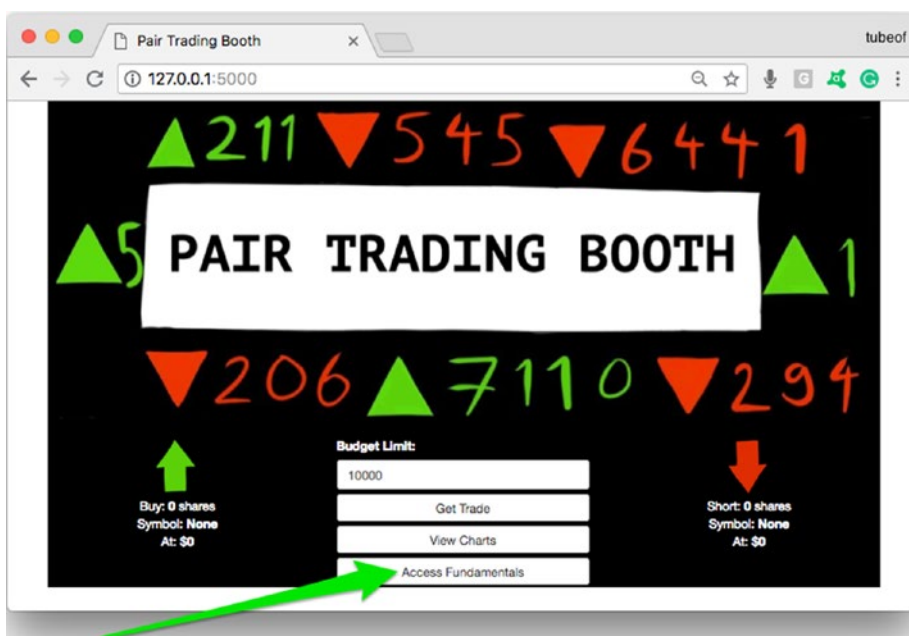 Pair Trading Booth
tubeof
127.0.0.1:5000
▲211 ▼545 ▼6441
▲5 PAIR TRADING BOOTH ▲1
▼206 ▲7110 ▼294
Budget Limit:
10000
Buy: 0 shares
Symbol: None
At: $0
Get Trade
View Charts
Access Fundamentals
Short: 0 shares
Symbol: None
At: $0